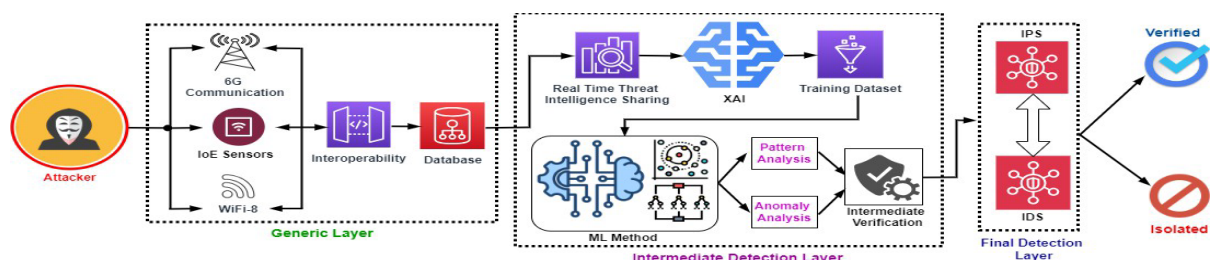 Attacker
6G
Communication
IoE Sensors
WiFi-8
Interoperability
Database
Generic Layer
Real Time Threat
Intelligence Sharing
XAI
Training Dataset
ML Method
Pattern
Analysis
Anomaly
Analysis
Intermediate
Verification
Intermediate Detection Layer
IPS
IDS
Final Detection
Layer
Verified
Isolated